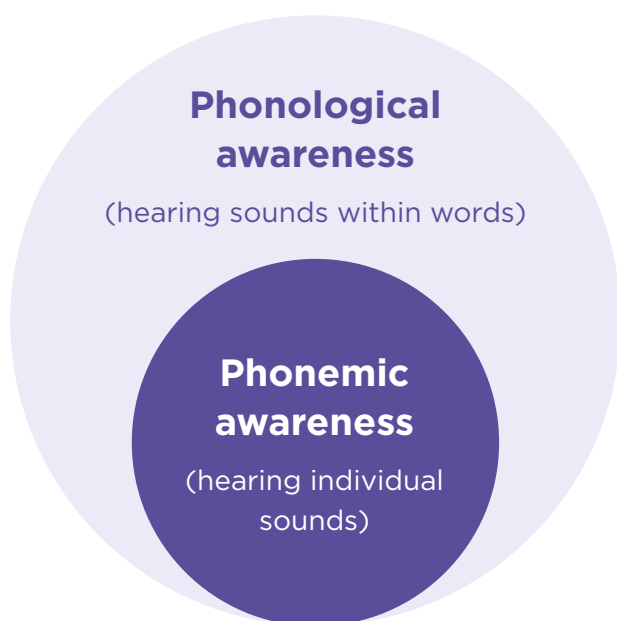 Phonological
awareness
(hearing sounds within words)
Phonemic
awareness
(hearing individual
sounds)